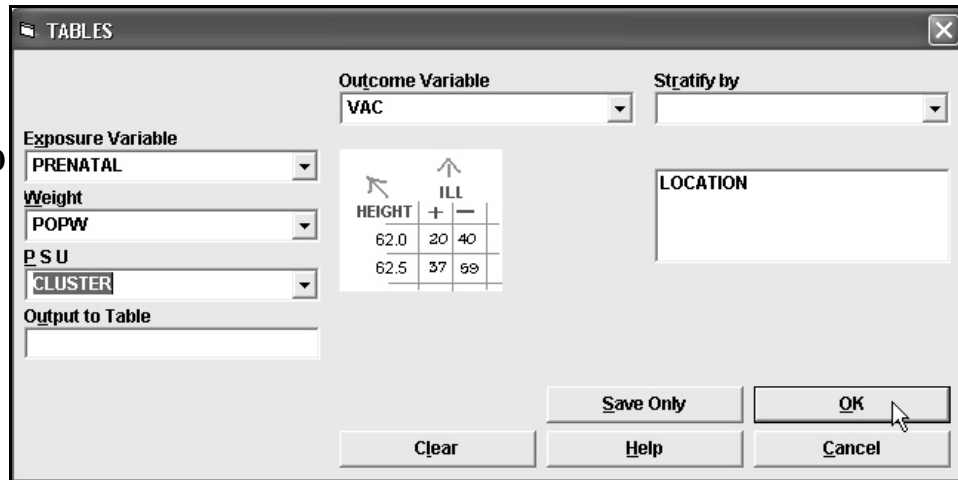 TABLES
Outcome Variable
VAC
Stratify by
LOCATION
Exposure Variable
PRENATAL
Weight
POPW
PSU
CLUSTER
Output to Table
ILL
HEIGHT + —
62.0 20 40
62.5 37 59
Save Only
OK
Clear
Help
Cancel